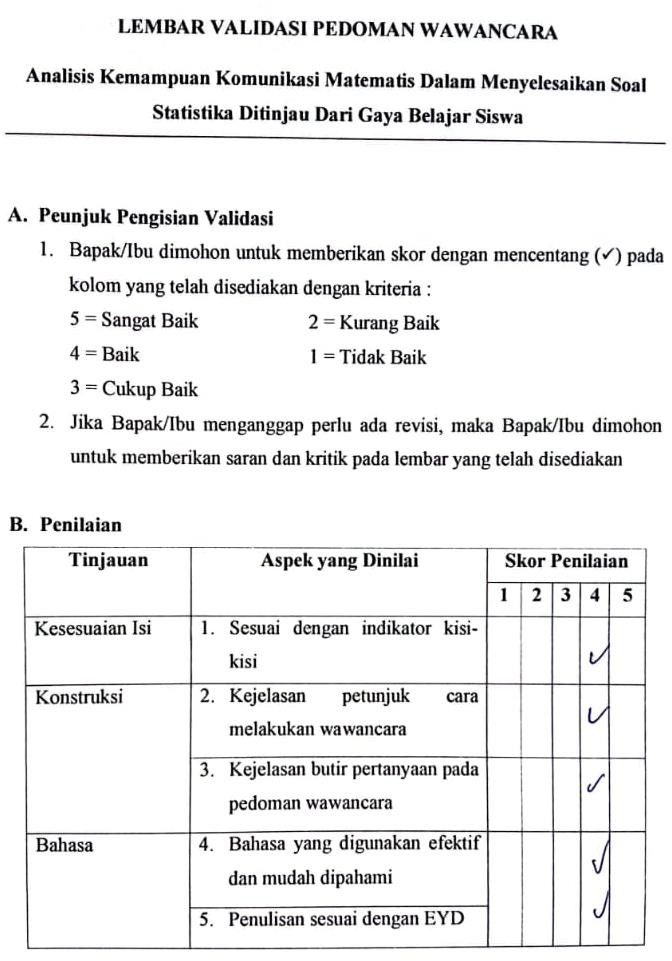 LEMBAR VALIDASI PEDOMAN WAWANCARA
Analisis Kemampuan Komunikasi Matematis Dalam Menyelesaikan Soal
Statistika Ditinjau Dari Gaya Belajar Siswa
A. Peunjuk Pengisian Validasi
1. Bapak/Ibu dimohon untuk memberikan skor dengan mencentang (✓) pada
kolom yang telah disediakan dengan kriteria :
5 = Sangat Baik 2 = Kurang Baik
4 = Baik 1 = Tidak Baik
3 = Cukup Baik
2. Jika Bapak/Ibu menganggap perlu ada revisi, maka Bapak/Ibu dimohon
untuk memberikan saran dan kritik pada lembar yang telah disediakan
B. Penilaian
Tinjauan Aspek yang Dinilai Skor Penilaian
1 2 3 4 5
Kesesuaian Isi 1. Sesuai dengan indikator kisi-
kisi ✓
Konstruksi 2. Kejelasan petunjuk cara
melakukan wawancara ✓
3. Kejelasan butir pertanyaan pada
pedoman wawancara ✓
Bahasa 4. Bahasa yang digunakan efektif
dan mudah dipahami ✓
5. Penulisan sesuai dengan EYD ✓